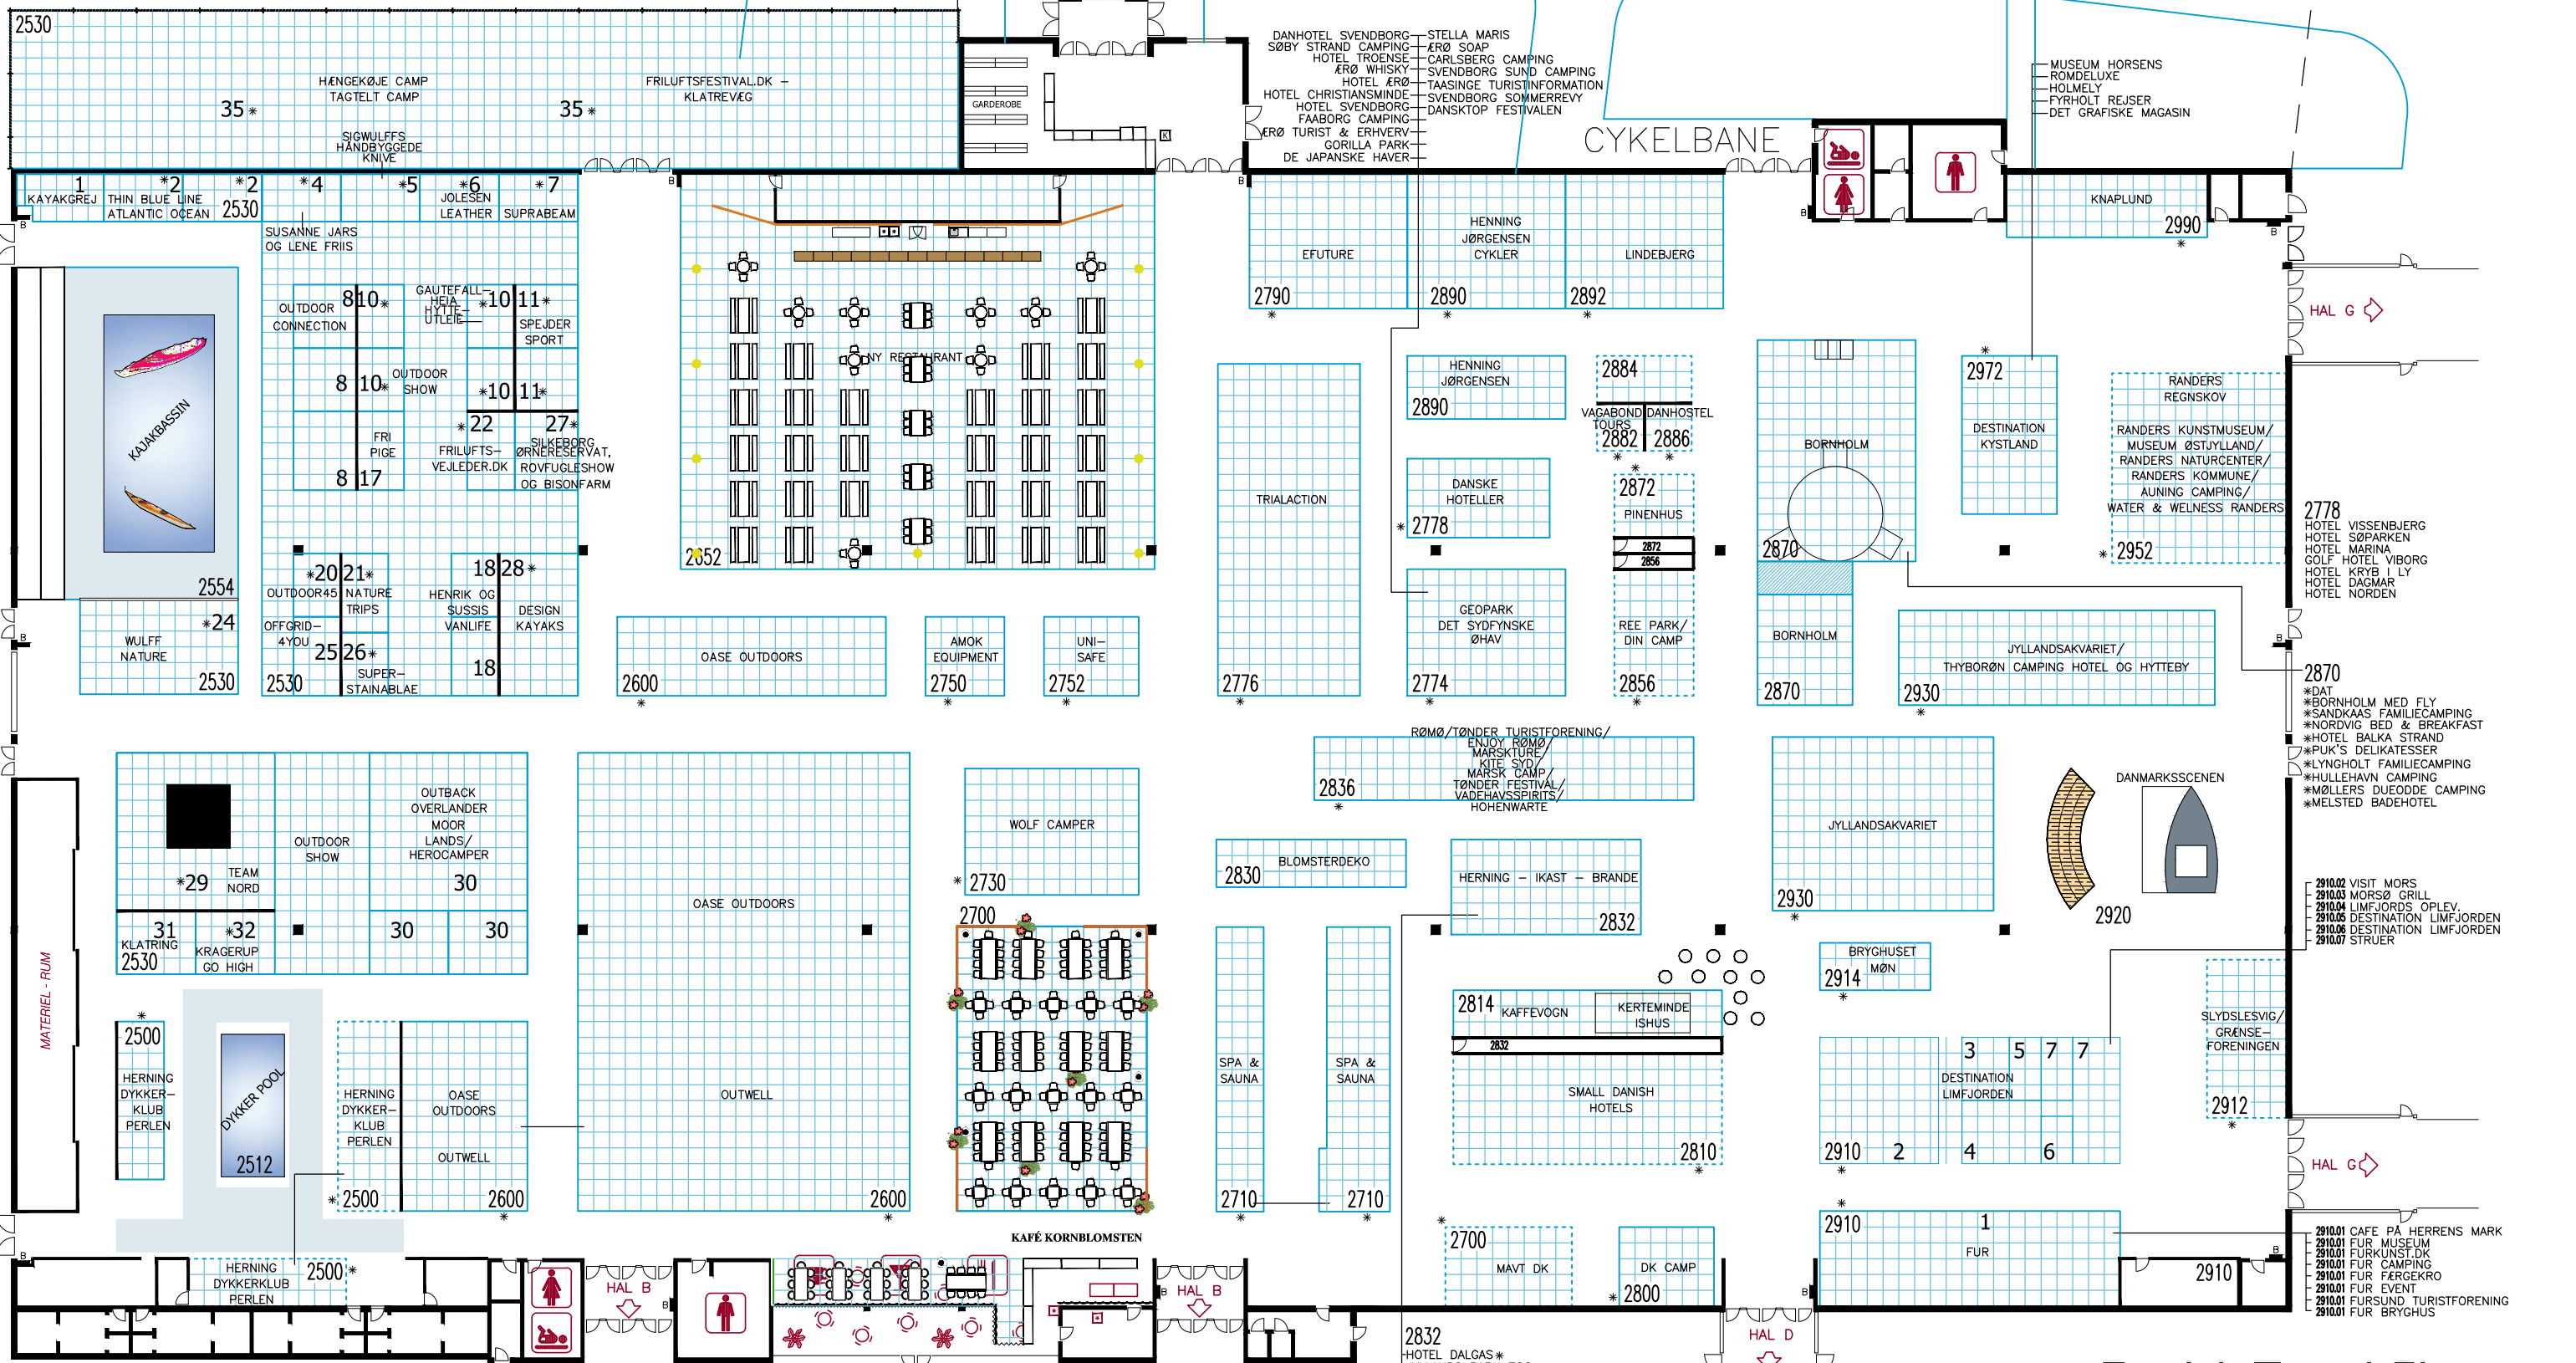 2530
HÆNGEKØJE CAMP
TAGTELT CAMP
35*
FRILUFTSFESTIVAL.DK –
KLATREVÆG
35*
SIGWULFFS
HÅNDBYGGEDE
KNIVE
GARDEROBE
K
DANHOTEL SVENDBORG
SØBY STRAND CAMPING
HOTEL TROENSE
ÆRØ WHISKY
HOTEL ÆRØ
HOTEL CHRISTIANSMINDE
HOTEL SVENDBORG
FAABORG CAMPING
ÆRØ TURIST & ERHVERV
GORILLA PARK
DE JAPANSKE HAVER
STELLA MARIS
ÆRØ SOAP
CARLSBERG CAMPING
SVENDBORG SUND CAMPING
TAASINGE TURISTINFORMATION
SVENDBORG SOMMERREVY
DANSKTOP FESTIVALEN
CYKELBANE
MUSEUM HORSENS
ROMDELUXE
HOLMELY
FYRHOLT REJSER
DET GRAFISKE MAGASIN
1
KAYAKGREJ
*2
THIN BLUE LINE
ATLANTIC OCEAN
*2
2530
*4
*5
*6
JOLESEN
LEATHER
*7
SUPRABEAM
SUSANNE JARS
OG LENE FRIIS
B
B
B
B
B
EFUTURE
2790
*
HENNING
JØRGENSEN
CYKLER
2890
*
LINDEBJERG
2892
*
KNAPLUND
2990
*
HAL G
KAJAKBASSIN
2554
OUTDOOR
CONNECTION
8
10*
GAUTEFALL–
HEIA
HYTTE–
UTLEIE
*10
11*
SPEJDER
SPORT
8
10*
OUTDOOR
SHOW
*10
11*
FRI
PIGE
8
17
*22
FRILUFTS–
VEJLEDER.DK
27*
SILKEBORG
ØRNERESERVAT,
ROVFUGLESHOW
OG BISONFARM
NY RESTAURANT
2652
TRIALACTION
2776
*
HENNING
JØRGENSEN
2890
2884
VAGABOND
TOURS
2882
*
DANHOSTEL
2886
*
DANSKE
HOTELLER
*2778
*
2872
PINENHUS
2872
2856
BORNHOLM
2870
*
2972
DESTINATION
KYSTLAND
RANDERS
REGNSKOV
RANDERS KUNSTMUSEUM/
MUSEUM ØSTJYLLAND/
RANDERS NATURCENTER/
RANDERS KOMMUNE/
AUNING CAMPING/
WATER & WELNESS RANDERS
*2952
2778
HOTEL VISSENBJERG
HOTEL SØPARKEN
HOTEL MARINA
GOLF HOTEL VIBORG
HOTEL KRYB I LY
HOTEL DAGMAR
HOTEL NORDEN
*24
WULFF
NATURE
2530
B
*20
OUTDOOR45
21*
NATURE
TRIPS
OFFGRID–
4YOU
25
26*
SUPER–
STAINABLAE
2530
18
HENRIK OG
SUSSIS
VANLIFE
18
28*
DESIGN
KAYAKS
OASE OUTDOORS
2600
*
AMOK
EQUIPMENT
2750
*
UNI–
SAFE
2752
*
GEOPARK
DET SYDFYNSKE
ØHAV
2774
*
REE PARK/
DIN CAMP
2856
*
BORNHOLM
2870
JYLLANDSAKVARIET/
THYBORØN CAMPING HOTEL OG HYTTEBY
2930
*
B
2870
*DAT
*BORNHOLM MED FLY
*SANDKAAS FAMILIECAMPING
*NORDVIG BED & BREAKFAST
*HOTEL BALKA STRAND
*PUK'S DELIKATESSER
*LYNGHOLT FAMILIECAMPING
*HULLEHAVN CAMPING
*MØLLERS DUEODDE CAMPING
*MELSTED BADEHOTEL
RØMØ/TØNDER TURISTFORENING/
ENJOY RØMØ/
MARSKTURE/
KITE SYD/
MARSK CAMP/
TØNDER FESTIVAL/
VADEHAVSSPIRITS/
HOHENWARTE
2836
*
MATERIEL - RUM
*29
TEAM
NORD
OUTDOOR
SHOW
OUTBACK
OVERLANDER
MOOR
LANDS/
HEROCAMPER
30
31
KLATRING
2530
*32
KRAGERUP
GO HIGH
30
30
OASE OUTDOORS
OUTWELL
2600
*
WOLF CAMPER
*2730
2700
BLOMSTERDEKO
2830
HERNING – IKAST – BRANDE
2832
JYLLANDSAKVARIET
2930
*
DANMARKSSCENEN
2920
2910.02 VISIT MORS
2910.03 MORSØ GRILL
2910.04 LIMFJORDS OPLEV.
2910.05 DESTINATION LIMFJORDEN
2910.06 DESTINATION LIMFJORDEN
2910.07 STRUER
BRYGHUSET
MØN
2914
*
2814
KAFFEVOGN
KERTEMINDE
ISHUS
2832
SMALL DANISH
HOTELS
2810
*
SPA &
SAUNA
2710
*
SPA &
SAUNA
2710
*
3 5 7 7
DESTINATION
LIMFJORDEN
2910 2 4 6
*
SLYDSLESVIG/
GRÆNSE–
FORENINGEN
2912
*
*
2500
HERNING
DYKKER–
KLUB
PERLEN
DYKKER POOL
2512
HERNING
DYKKER–
KLUB
PERLEN
*2500
OASE
OUTDOORS
OUTWELL
2600
*
HAL G
KAFÉ KORNBLOMSTEN
*
2700
MAVT DK
DK CAMP
*2800
*
2910
1
FUR
2910
B
2910.01 CAFE PÅ HERRENS MARK
2910.01 FUR MUSEUM
2910.01 FURKUNST.DK
2910.01 FUR CAMPING
2910.01 FUR FÆRGEKRO
2910.01 FUR EVENT
2910.01 FURSUND TURISTFORENING
2910.01 FUR BRYGHUS
B
HERNING
DYKKERKLUB
PERLEN
2500*
HAL B
B
B
HAL B
B
HAL D
2832
HOTEL DALGAS*